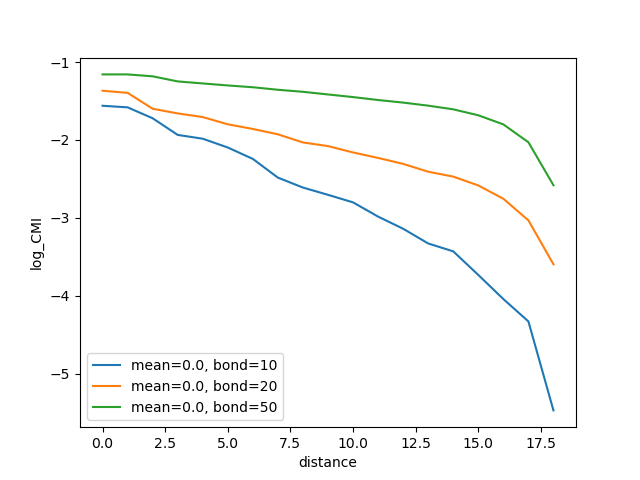 −1
−2
−3
−4
−5
log_CMI
mean=0.0, bond=10
mean=0.0, bond=20
mean=0.0, bond=50
0.0 2.5 5.0 7.5 10.0 12.5 15.0 17.5
distance